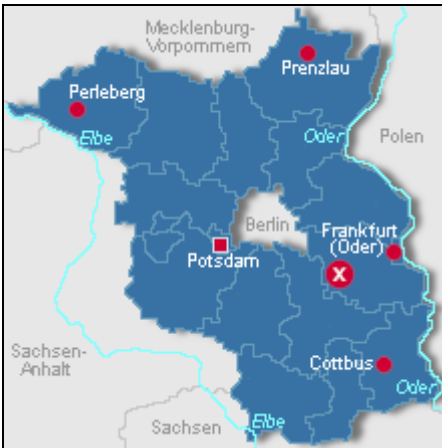 Mecklenburg-
Vorpommern
Prenzlau
Perleberg
Elbe
Oder
Polen
Berlin
Frankfurt
(Oder)
Potsdam
X
Sachsen-
Anhalt
Cottbus
Oder
Elbe
Sachsen